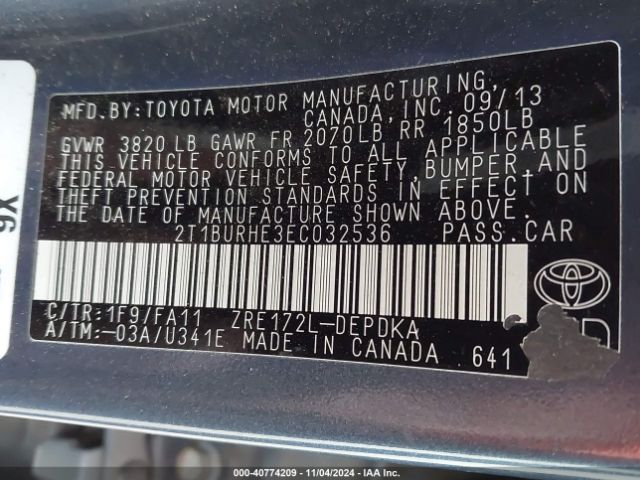 MFD.BY:TOYOTA MOTOR MANUFACTURING,
CANADA, INC. 09/13
GVWR 3820 LB GAWR FR 2070LB RR 1850LB
THIS VEHICLE CONFORMS TO ALL APPLICABLE
FEDERAL MOTOR VEHICLE SAFETY, BUMPER, AND
THEFT PREVENTION STANDARDS IN EFFECT ON
THE DATE OF MANUFACTURE SHOWN ABOVE.
2T1BURHE3EC032536 PASS.CAR
C/TR:1F9/FA11 ZRE172L-DEPDKA
A/TM:-03A/U341E MADE IN CANADA 641
000-40774209 - 11/04/2024 - IAA Inc.